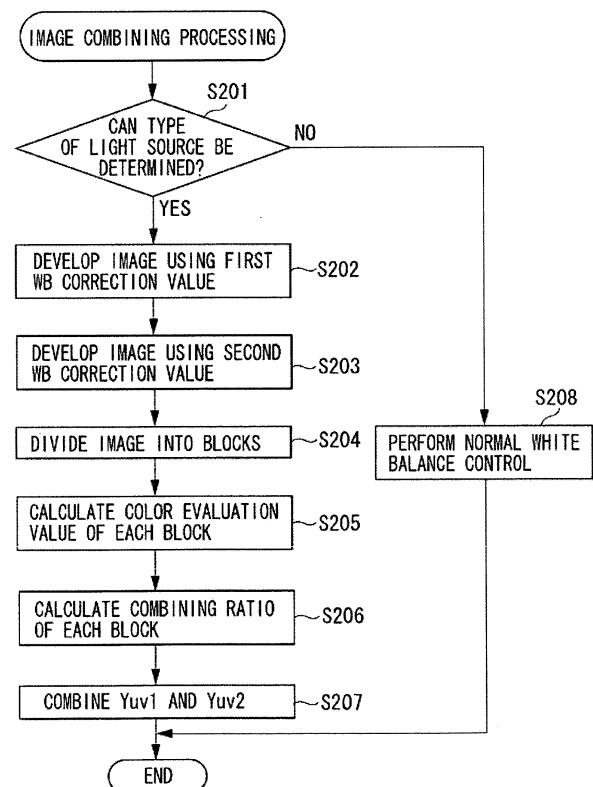 IMAGE COMBINING PROCESSING
S201
CAN TYPE
OF LIGHT SOURCE BE
DETERMINED?
NO
YES
DEVELOP IMAGE USING FIRST
WB CORRECTION VALUE
S202
DEVELOP IMAGE USING SECOND
WB CORRECTION VALUE
S203
DIVIDE IMAGE INTO BLOCKS
S204
CALCULATE COLOR EVALUATION
VALUE OF EACH BLOCK
S205
CALCULATE COMBINING RATIO
OF EACH BLOCK
S206
COMBINE Yuv1 AND Yuv2
S207
S208
PERFORM NORMAL WHITE
BALANCE CONTROL
END